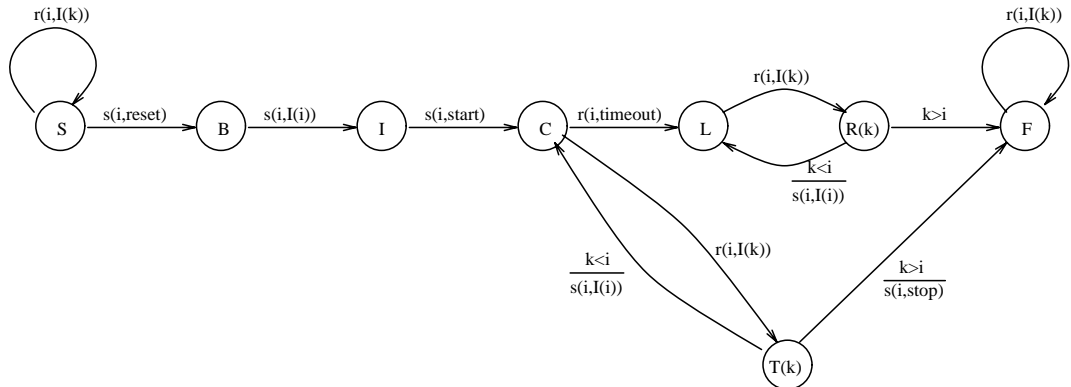 r(i,I(k))
r(i,I(k))
S
s(i,reset)
B
s(i,I(i))
I
s(i,start)
C
r(i,timeout)
L
r(i,I(k))
R(k)
k>i
F
k<i
s(i,I(i))
r(i,I(k))
k<i
s(i,I(i))
k>i
s(i,stop)
T(k)